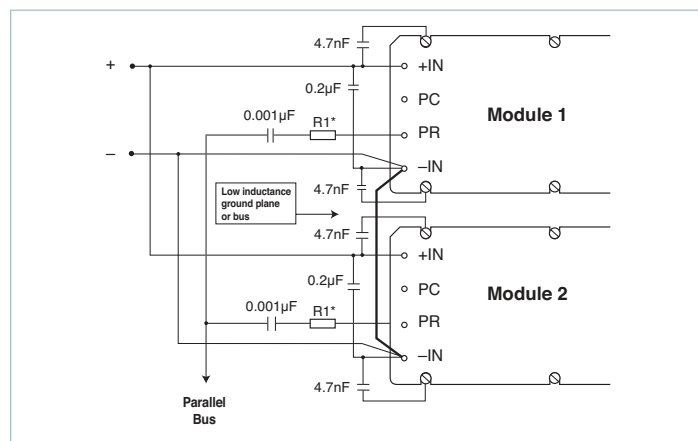 4.7nF
+
+IN
0.2µF
PC
Module 1
0.001µF
R1*
PR
–
–IN
4.7nF
Low inductance
ground plane
or bus
4.7nF
+IN
0.2µF
PC
Module 2
0.001µF
R1*
PR
–IN
4.7nF
Parallel
Bus